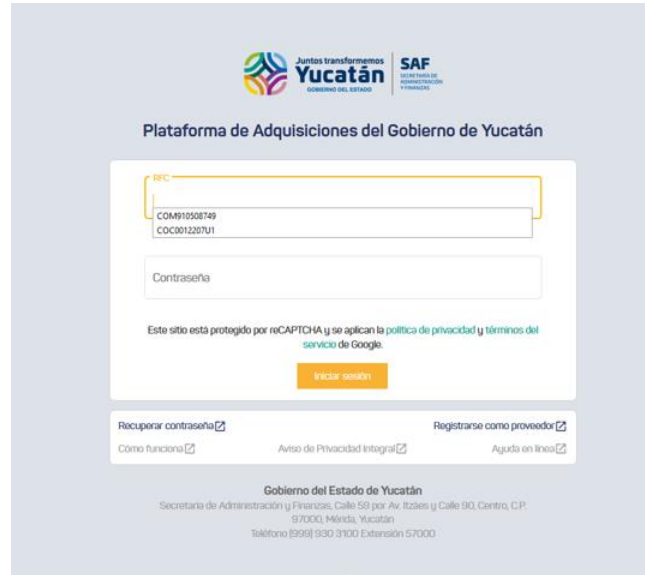 Juntos transformemos
Yucatán
GOBIERNO DEL ESTADO
SAF
SECRETARÍA DE
ADMINISTRACIÓN
Y FINANZAS
Plataforma de Adquisiciones del Gobierno de Yucatán
RFC
COM910508749
COC0012207U1
Contraseña
Este sitio está protegido por reCAPTCHA y se aplican la política de privacidad y términos del
servicio de Google.
Iniciar sesión
Recuperar contraseña
Registrarse como proveedor
Cómo funciona
Aviso de Privacidad Integral
Ayuda en línea
Gobierno del Estado de Yucatán
Secretaría de Administración y Finanzas, Calle 59 por Av. Itzáes y Calle 90, Centro, C.P.
97000, Mérida, Yucatán
Teléfono (999) 930 3100 Extensión 57000